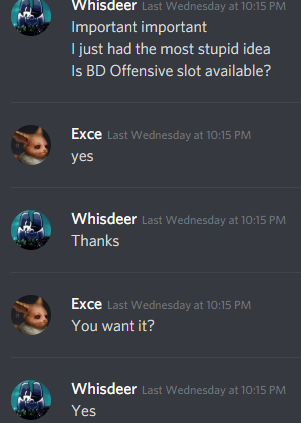 Whisdeer Last Wednesday at 10:15 PM
Important important
I just had the most stupid idea
Is BD Offensive slot available?
Exce Last Wednesday at 10:15 PM
yes
Whisdeer Last Wednesday at 10:15 PM
Thanks
Exce Last Wednesday at 10:15 PM
You want it?
Whisdeer Last Wednesday at 10:15 PM
Yes